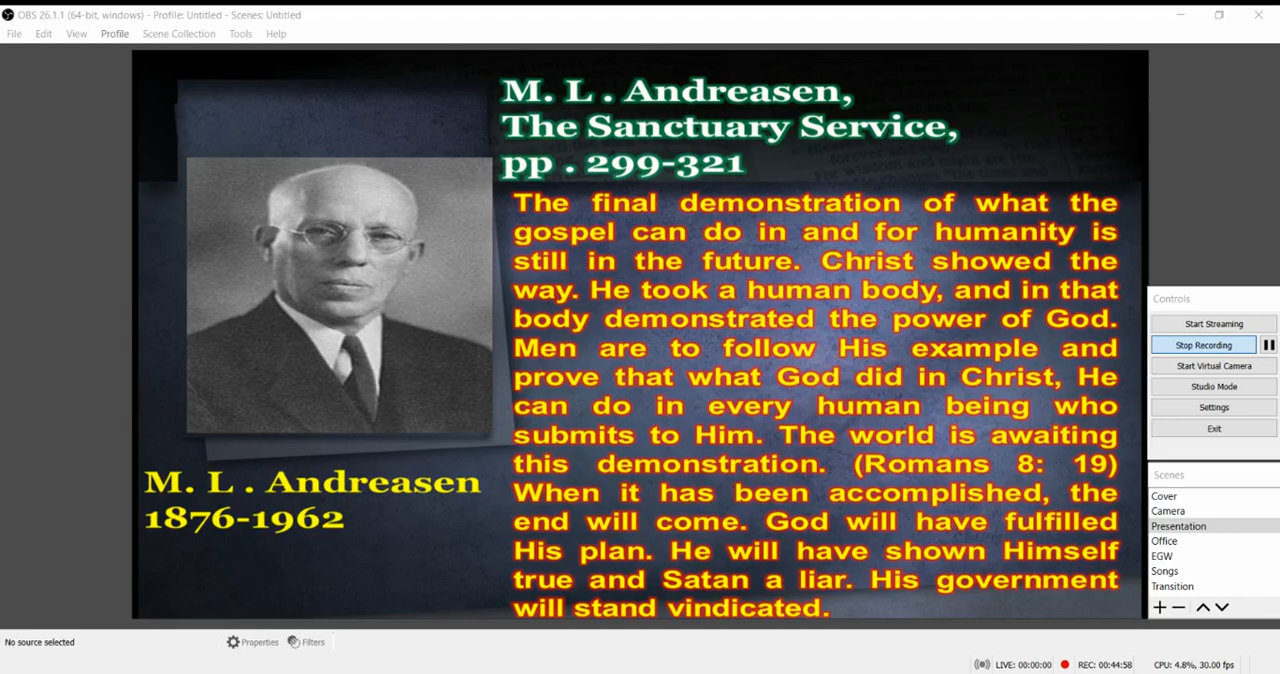 OBS 26.1.1 (64-bit, windows) - Profile: Untitled - Scenes: Untitled
File Edit View Profile Scene Collection Tools Help
M. L . Andreasen,
The Sanctuary Service,
pp . 299-321
The final demonstration of what the
gospel can do in and for humanity is
still in the future. Christ showed the
way. He took a human body, and in that
body demonstrated the power of God.
Men are to follow His example and
prove that what God did in Christ, He
can do in every human being who
submits to Him. The world is awaiting
this demonstration. (Romans 8: 19)
When it has been accomplished, the
end will come. God will have fulfilled
His plan. He will have shown Himself
true and Satan a liar. His government
will stand vindicated.
M. L . Andreasen
1876-1962
Controls
Start Streaming
Stop Recording
Start Virtual Camera
Studio Mode
Settings
Exit
Scenes
Cover
Camera
Presentation
Office
EGW
Songs
Transition
No source selected
Properties Filters
LIVE: 00:00:00 REC: 00:44:58 CPU: 4.8%, 30.00 fps